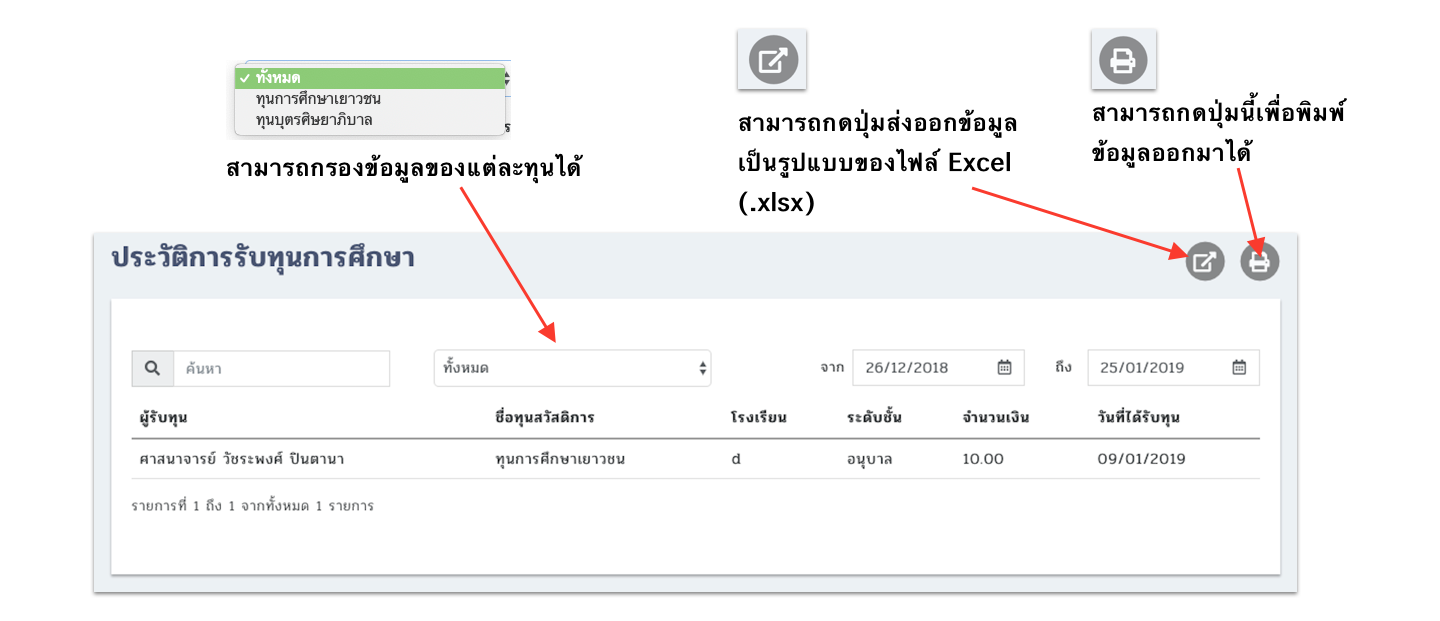 ✓ ทั้งหมด
ทุนการศึกษาเยาวชน
ทุนบุตรศิษยาภิบาล
ร
สามารถกรองข้อมูลของแต่ละทุนได้
สามารถกดปุ่มส่งออกข้อมูล
เป็นรูปแบบของไฟล์ Excel
(.xlsx)
สามารถกดปุ่มนี้เพื่อพิมพ์
ข้อมูลออกมาได้
ประวัติการรับทุนการศึกษา
ค้นหา ทั้งหมด จาก 26/12/2018 ถึง 25/01/2019
ผู้รับทุน ชื่อทุนสวัสดิการ โรงเรียน ระดับชั้น จำนวนเงิน วันที่ได้รับทุน
ศาสนาจารย์ วัชระพงศ์ ปินตานา ทุนการศึกษาเยาวชน d อนุบาล 10.00 09/01/2019
รายการที่ 1 ถึง 1 จากทั้งหมด 1 รายการ